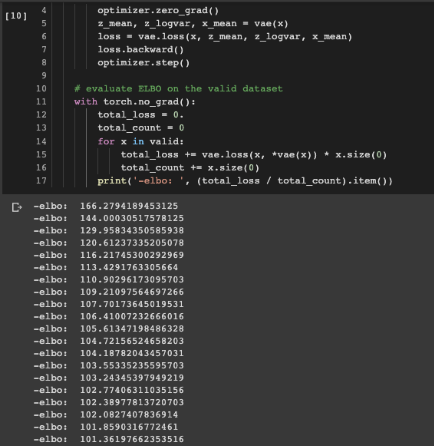 [10]
4 optimizer.zero_grad()
5 z_mean, z_logvar, x_mean = vae(x)
6 loss = vae.loss(x, z_mean, z_logvar, x_mean)
7 loss.backward()
8 optimizer.step()
9
10 # evaluate ELBO on the valid dataset
11 with torch.no_grad():
12 total_loss = 0.
13 total_count = 0
14 for x in valid:
15 total_loss += vae.loss(x, *vae(x)) * x.size(0)
16 total_count += x.size(0)
17 print('-elbo: ', (total_loss / total_count).item())
-elbo: 166.2794189453125
-elbo: 144.00030517578125
-elbo: 129.95834350585938
-elbo: 120.61237335205078
-elbo: 116.21745300292969
-elbo: 113.4291763305664
-elbo: 110.90296173095703
-elbo: 109.21097564697266
-elbo: 107.70173645019531
-elbo: 106.41007232666016
-elbo: 105.61347198486328
-elbo: 104.72156524658203
-elbo: 104.18782043457031
-elbo: 103.55335235595703
-elbo: 103.24345397949219
-elbo: 102.77406311035156
-elbo: 102.38977813720703
-elbo: 102.0827407836914
-elbo: 101.8590316772461
-elbo: 101.36197662353516